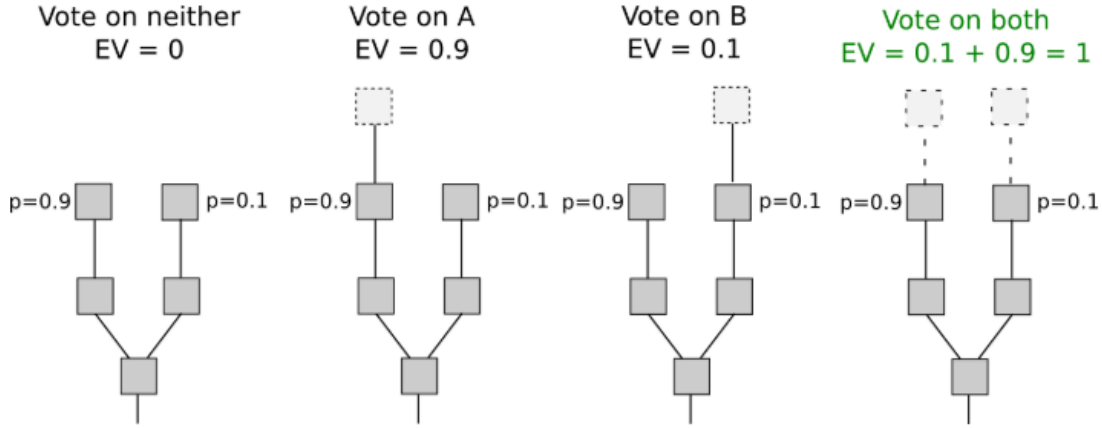 Vote on neither
EV = 0
Vote on A
EV = 0.9
Vote on B
EV = 0.1
Vote on both
EV = 0.1 + 0.9 = 1
p=0.9
p=0.1
p=0.9
p=0.1
p=0.9
p=0.1
p=0.9
p=0.1